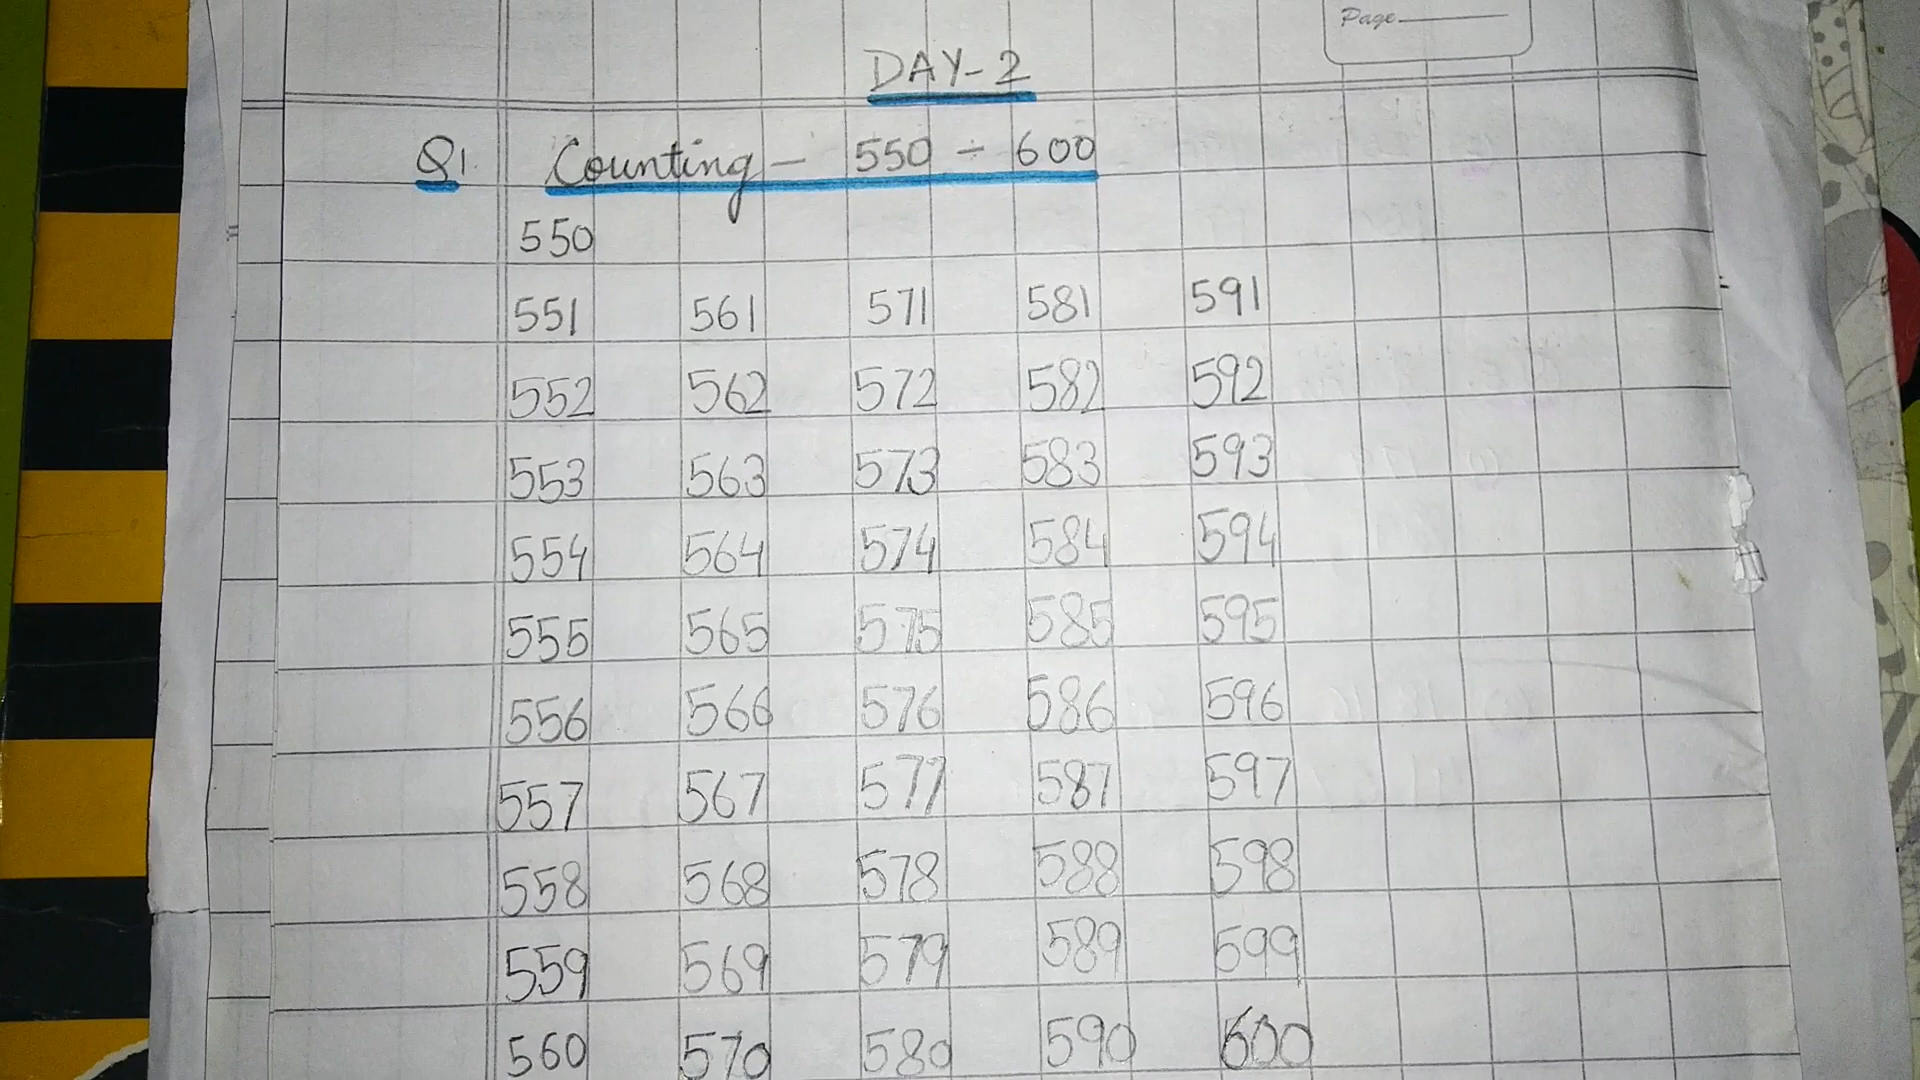 Page
DAY-2
Q1. Counting - 550 - 600
550
551 561 571 581 591
552 562 572 582 592
553 563 573 583 593
554 564 574 584 594
555 565 575 585 595
556 566 576 586 596
557 567 577 587 597
558 568 578 588 598
559 569 579 589 599
560 570 580 590 600